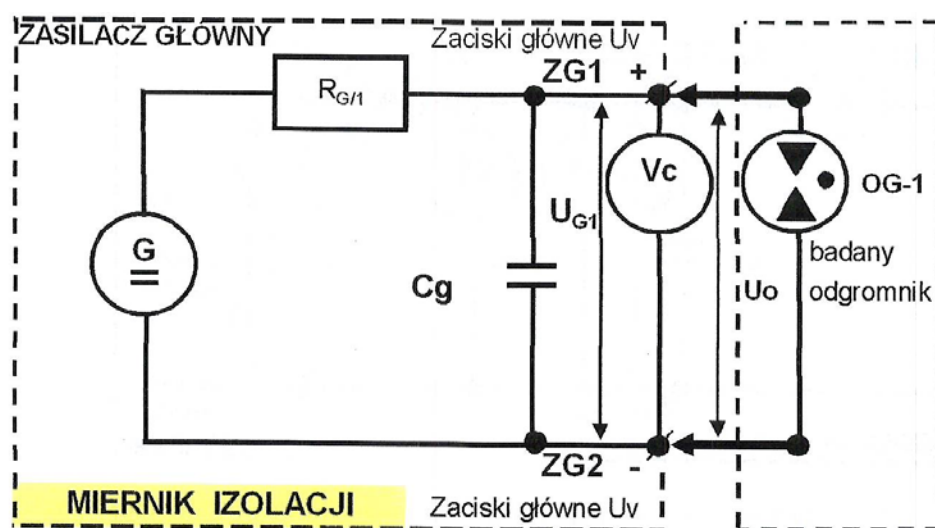 ZASILACZ GŁÓWNY
Zaciski główne Uv
ZG1 +
R G/1
Vc
OG-1
U G1
G
Cg
Uo
badany
odgromnik
ZG2 -
MIERNIK IZOLACJI
Zaciski główne Uv